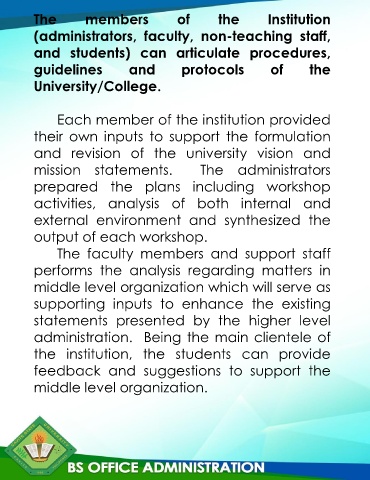 The members of the Institution
(administrators, faculty, non-teaching staff,
and students) can articulate procedures,
guidelines and protocols of the
University/College.
Each member of the institution provided
their own inputs to support the formulation
and revision of the university vision and
mission statements. The administrators
prepared the plans including workshop
activities, analysis of both internal and
external environment and synthesized the
output of each workshop.
The faculty members and support staff
performs the analysis regarding matters in
middle level organization which will serve as
supporting inputs to enhance the existing
statements presented by the higher level
administration. Being the main clientele of
the institution, the students can provide
feedback and suggestions to support the
middle level organization.
BS OFFICE ADMINISTRATION